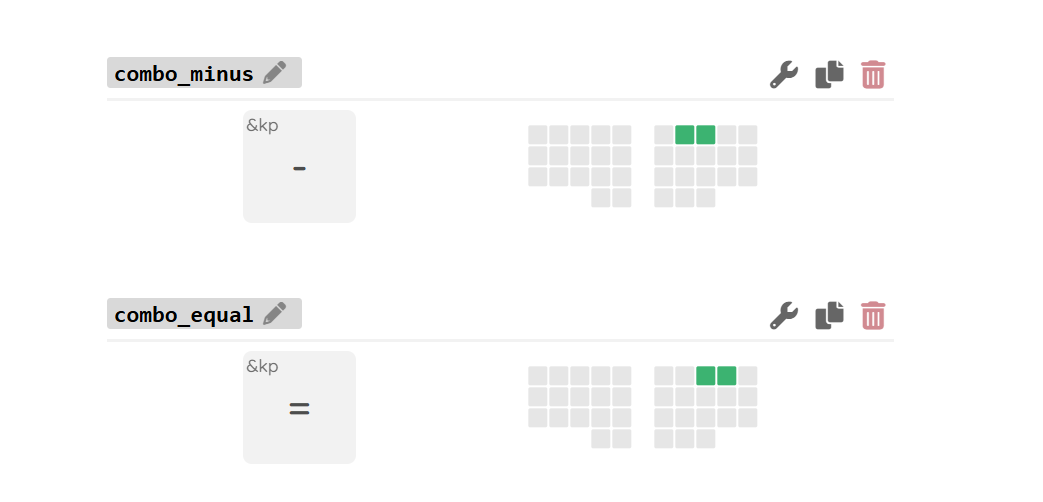 combo_minus
&kp
-
combo_equal
&kp
=